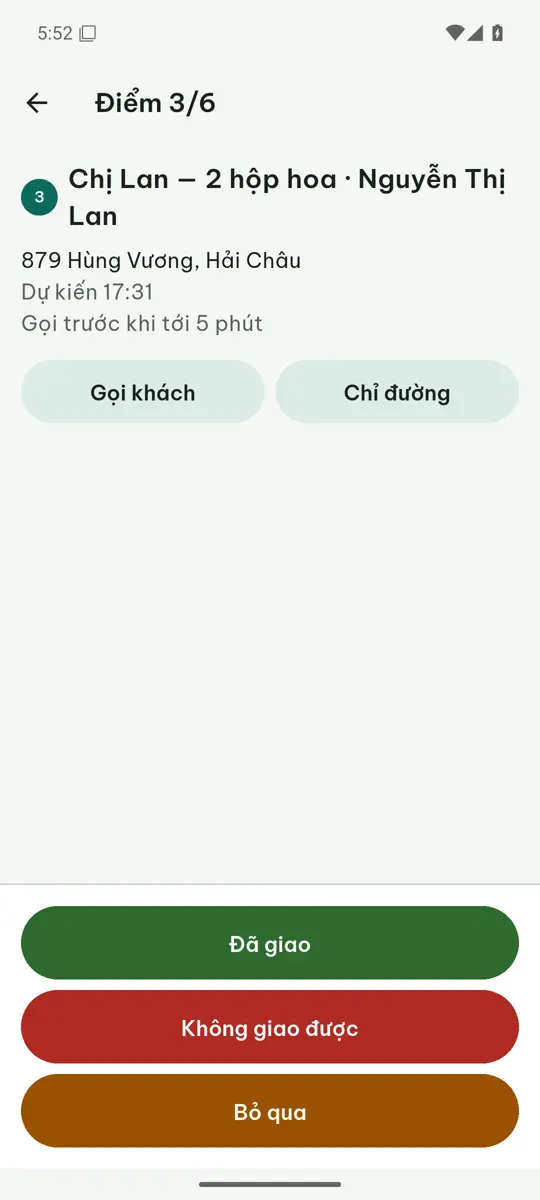 5:52
Điểm 3/6
3
Chị Lan — 2 hộp hoa · Nguyễn Thị
Lan
879 Hùng Vương, Hải Châu
Dự kiến 17:31
Gọi trước khi tới 5 phút
Gọi khách
Chỉ đường
Đã giao
Không giao được
Bỏ qua